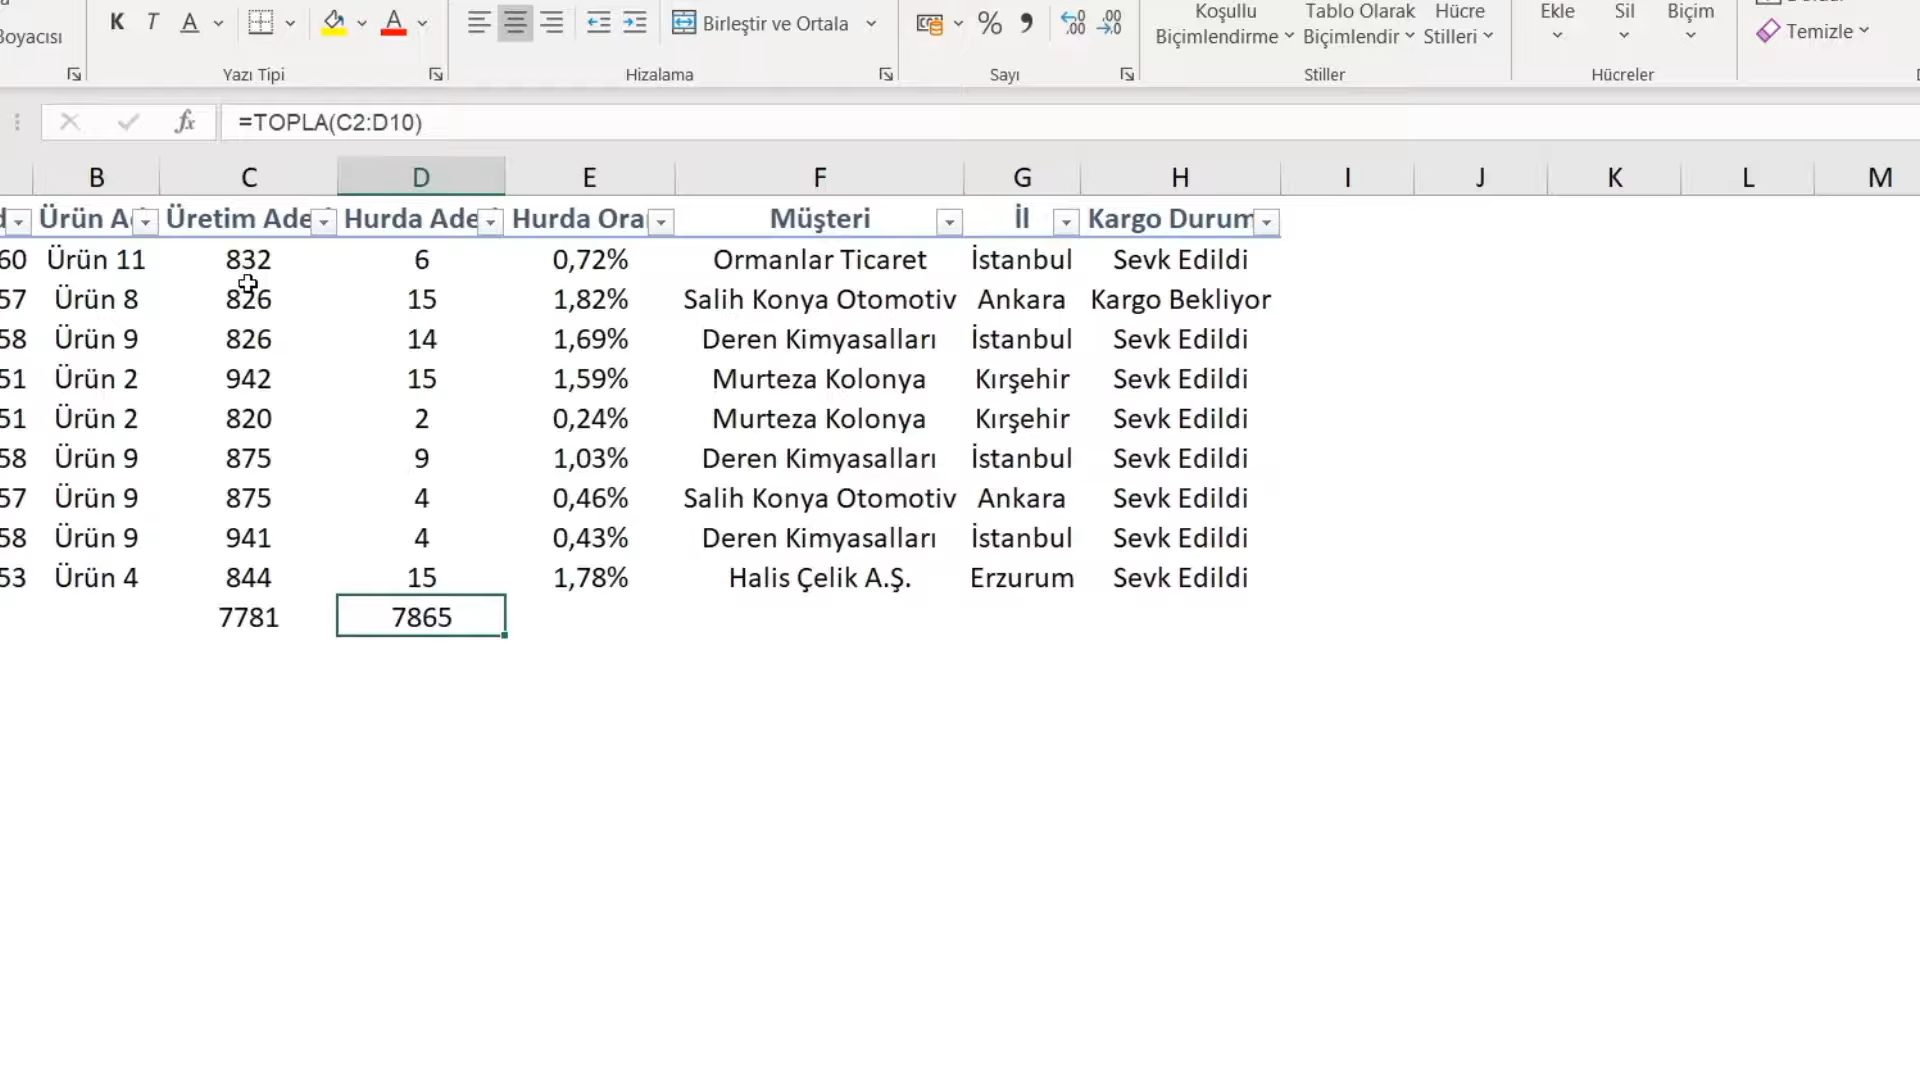 Boyacısı
K T A A % Birleştir ve Ortala
Koşullu Biçimlendirme
Tablo Olarak Biçimlendir
Hücre Stilleri
Ekle Sil Biçim
Temizle
Yazı Tipi Hizalama Sayı Stiller Hücreler
fx =TOPLA(C2:D10)
B C D E F G H I J K L M
Ürün A Üretim Ade Hurda Ade Hurda Ora Müşteri İl Kargo Durum
60 Ürün 11 832 6 0,72% Ormanlar Ticaret İstanbul Sevk Edildi
57 Ürün 8 826 15 1,82% Salih Konya Otomotiv Ankara Kargo Bekliyor
58 Ürün 9 826 14 1,69% Deren Kimyasalları İstanbul Sevk Edildi
51 Ürün 2 942 15 1,59% Murteza Kolonya Kırşehir Sevk Edildi
51 Ürün 2 820 2 0,24% Murteza Kolonya Kırşehir Sevk Edildi
58 Ürün 9 875 9 1,03% Deren Kimyasalları İstanbul Sevk Edildi
57 Ürün 9 875 4 0,46% Salih Konya Otomotiv Ankara Sevk Edildi
58 Ürün 9 941 4 0,43% Deren Kimyasalları İstanbul Sevk Edildi
53 Ürün 4 844 15 1,78% Halis Çelik A.Ş. Erzurum Sevk Edildi
7781 7865